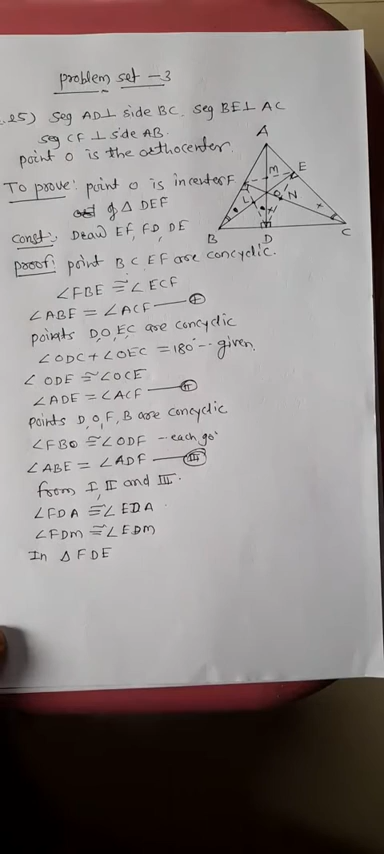 problem set - 3
.25) seg AD⊥ side BC. seg BE⊥ AC
seg CF ⊥ side AB.
point O is the orthocenter.
A
E
M
F
L
O
N
B
D
C
To prove: point O is incenter
of △ DEF
Const:, Draw EF, FD, DE
proof: point B C, E F are concyclic.
∠FBE ≅ ∠ECF
∠ABE = ∠ACF — I
points D, O, E C are concyclic
∠ODC + ∠OEC = 180° -- given.
∠ODE ≅ ∠OCE
∠ADE = ∠ACF — II
points D, O, F, B are concyclic
∠FBO ≅ ∠ODF - each 90°
∠ABE = ∠ADF — III
from I, II and III.
∠FDA ≅ ∠EDA
∠FDM ≅ ∠EDM
In △ FDE